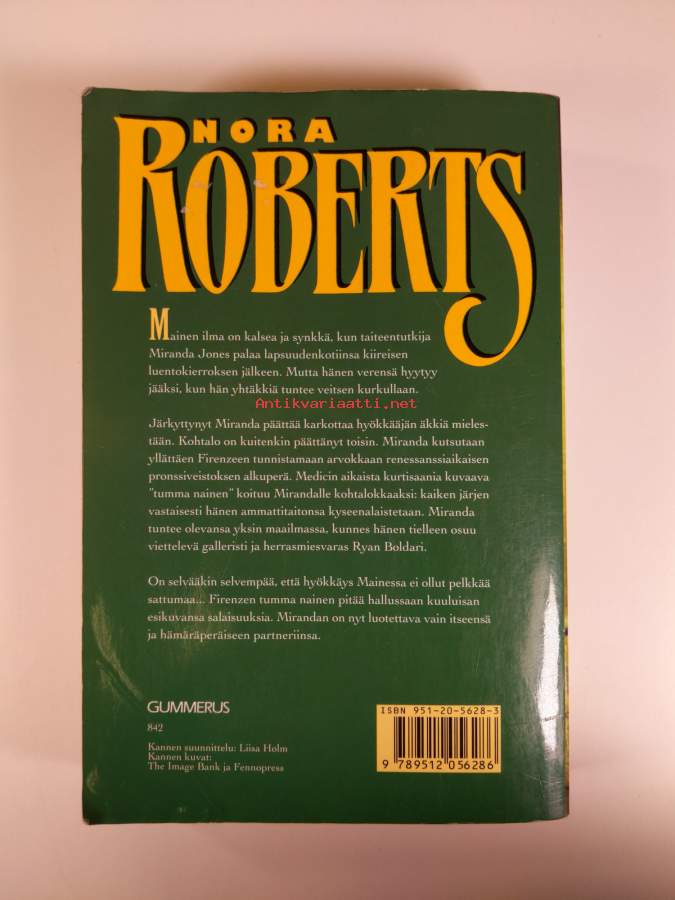 NORA
ROBERTS
Mainen ilma on kalsea ja synkkä, kun taiteentutkija
Miranda Jones palaa lapsuudenkotiinsa kiireisen
luentokierroksen jälkeen. Mutta hänen verensä hyytyy
jääksi, kun hän yhtäkkiä tuntee veitsen kurkullaan.
Antikvariaatti.net
Järkyttynyt Miranda päättää karkottaa hyökkääjän äkkiä mieles-
tään. Kohtalo on kuitenkin päättänyt toisin. Miranda kutsutaan
yllättäen Firenzeen tunnistamaan arvokkaan renessanssiaikaisen
pronssiveistoksen alkuperä. Medicin aikaista kurtisaania kuvaava
"tumma nainen" koituu Mirandalle kohtalokkaaksi: kaiken järjen
vastaisesti hänen ammattitaitonsa kyseenalaistetaan. Miranda
tuntee olevansa yksin maailmassa, kunnes hänen tielleen osuu
viettelevä galleristi ja herrasmiesvaras Ryan Boldari.
On selvääkin selvempää, että hyökkäys Mainessa ei ollut pelkkää
sattumaa... Firenzen tumma nainen pitää hallussaan kuuluisan
esikuvansa salaisuuksia. Mirandan on nyt luotettava vain itseensä
ja hämäräperäiseen partneriinsa.
GUMMERUS
842
Kannen suunnittelu: Liisa Holm
Kannen kuvat:
The Image Bank ja Fennopress
ISBN 951-20-5628-3
9 789512 056286